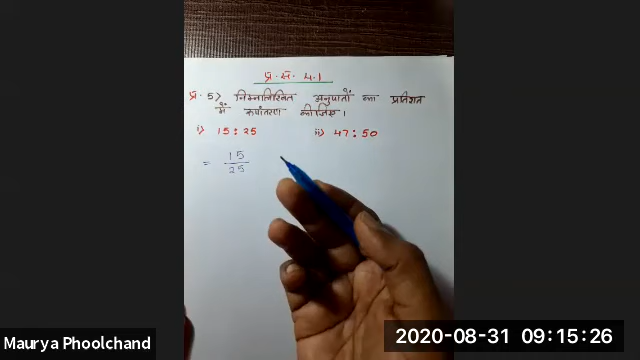 प्र. सं. 4.1
प्र. 5> निम्नलिखित अनुपातों का प्रतिशत
में रूपांतरण कीजिए।
i> 15 : 25 ii> 47 : 50
= 15/25
Maurya Phoolchand
2020-08-31 09:15:26